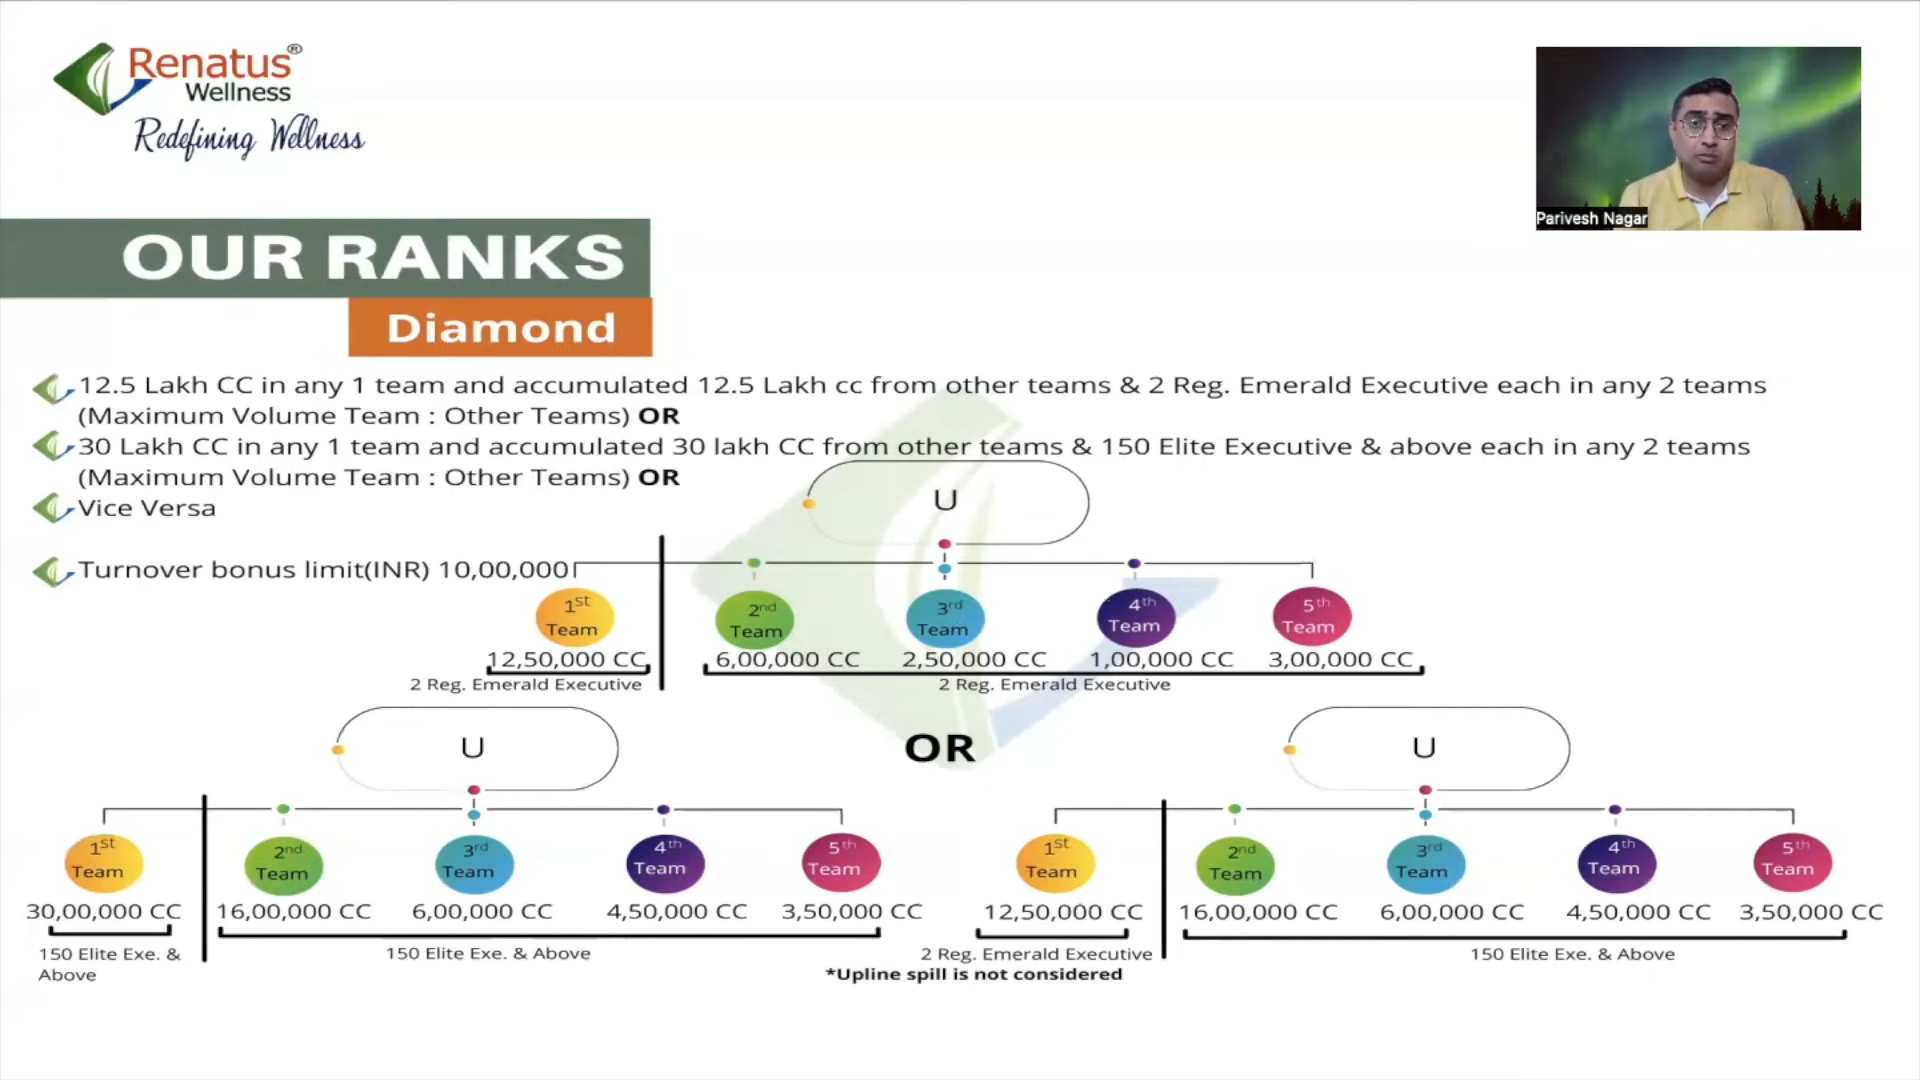 Renatus®
Wellness
Redefining Wellness
Parivesh Nagar
OUR RANKS
Diamond
12.5 Lakh CC in any 1 team and accumulated 12.5 Lakh cc from other teams & 2 Reg. Emerald Executive each in any 2 teams
(Maximum Volume Team : Other Teams) OR
30 Lakh CC in any 1 team and accumulated 30 lakh CC from other teams & 150 Elite Executive & above each in any 2 teams
(Maximum Volume Team : Other Teams) OR
Vice Versa
U
Turnover bonus limit(INR) 10,00,000
1st Team 2nd Team 3rd Team 4th Team 5th Team
12,50,000 CC 6,00,000 CC 2,50,000 CC 1,00,000 CC 3,00,000 CC
2 Reg. Emerald Executive 2 Reg. Emerald Executive
U OR U
1st Team 2nd Team 3rd Team 4th Team 5th Team 1st Team 2nd Team 3rd Team 4th Team 5th Team
30,00,000 CC 16,00,000 CC 6,00,000 CC 4,50,000 CC 3,50,000 CC 12,50,000 CC 16,00,000 CC 6,00,000 CC 4,50,000 CC 3,50,000 CC
150 Elite Exe. & Above 150 Elite Exe. & Above 2 Reg. Emerald Executive 150 Elite Exe. & Above
*Upline spill is not considered